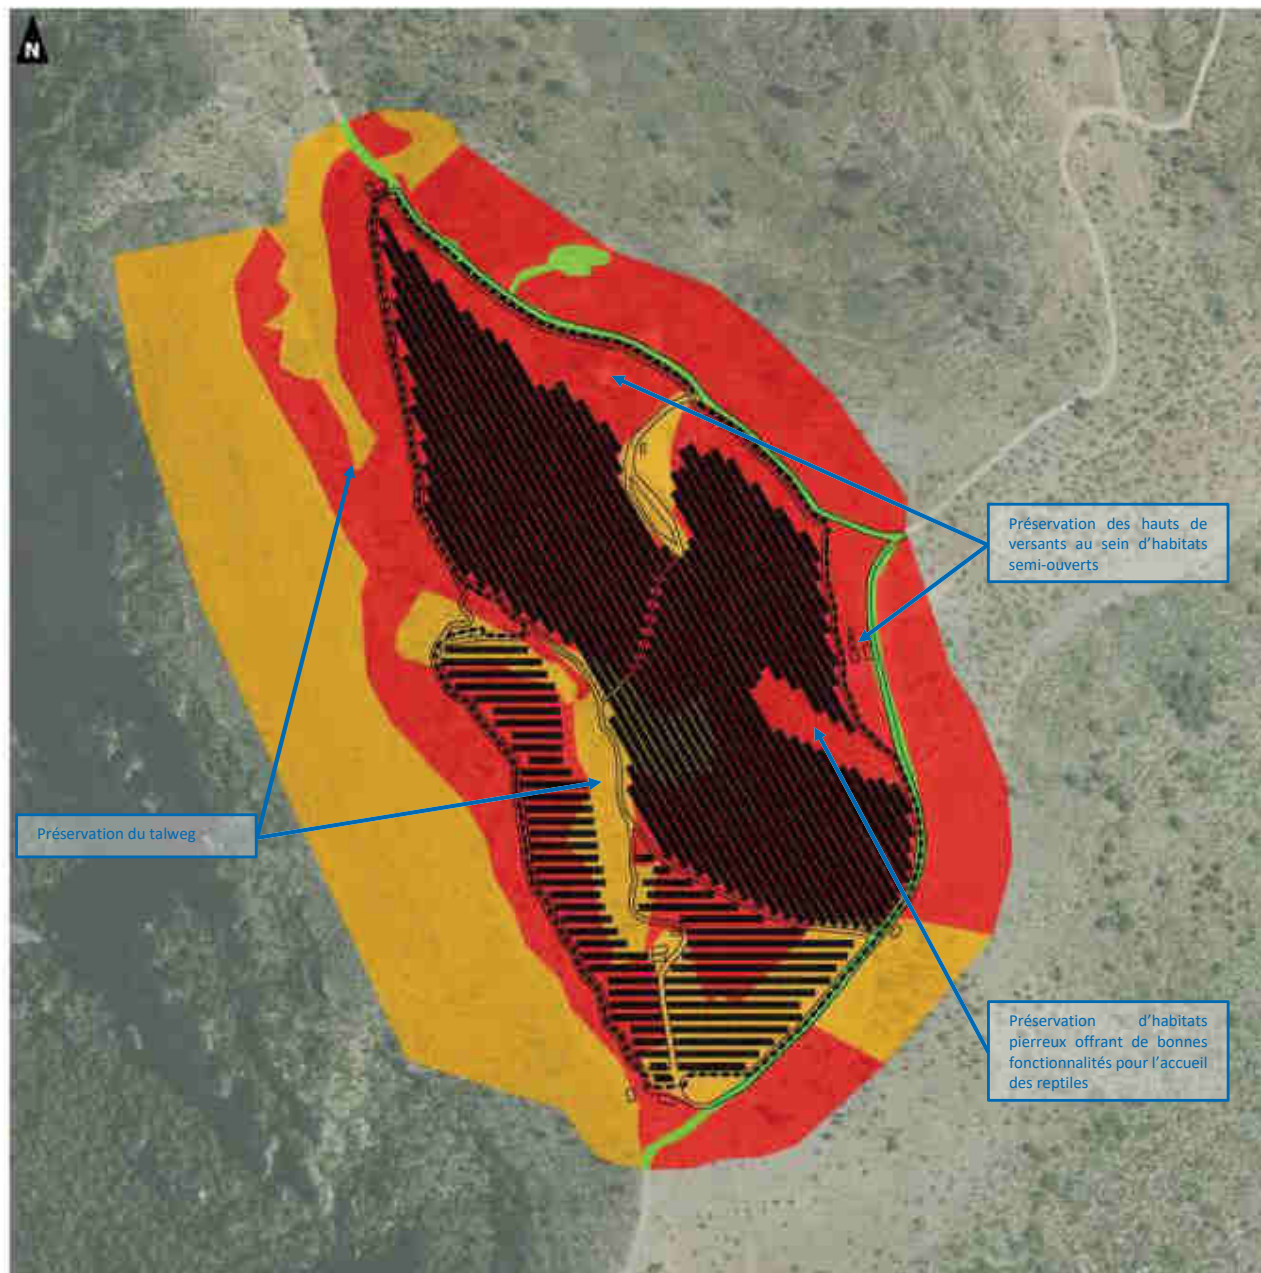 N
Préservation des hauts de
versants au sein d’habitats
semi-ouverts
Préservation du talweg
Préservation d’habitats
pierreux offrant de bonnes
fonctionnalités pour l’accueil
des reptiles